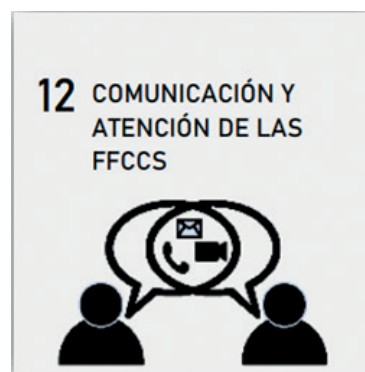 12 COMUNICACIÓN Y
ATENCIÓN DE LAS
FFCCS